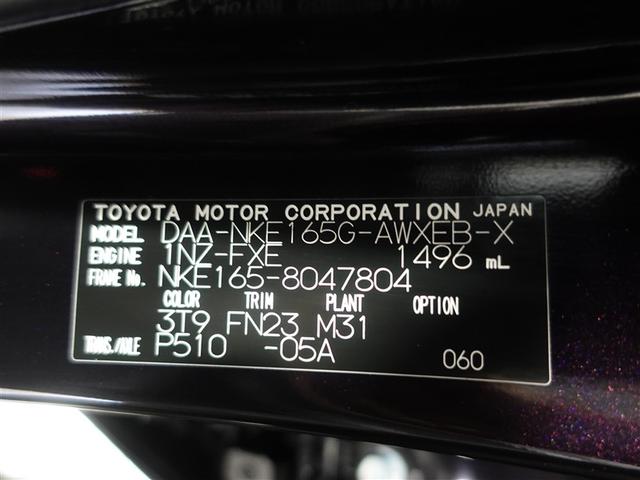 TOYOTA MOTOR CORPORATION JAPAN
MODEL DAA-NKE165G-AWXEB-X
ENGINE 1NZ-FXE 1496 mL
FRAME No. NKE165-8047804
COLOR TRIM PLANT OPTION
3T9 FN23 M31
TRANS./AXLE P510 -05A 060